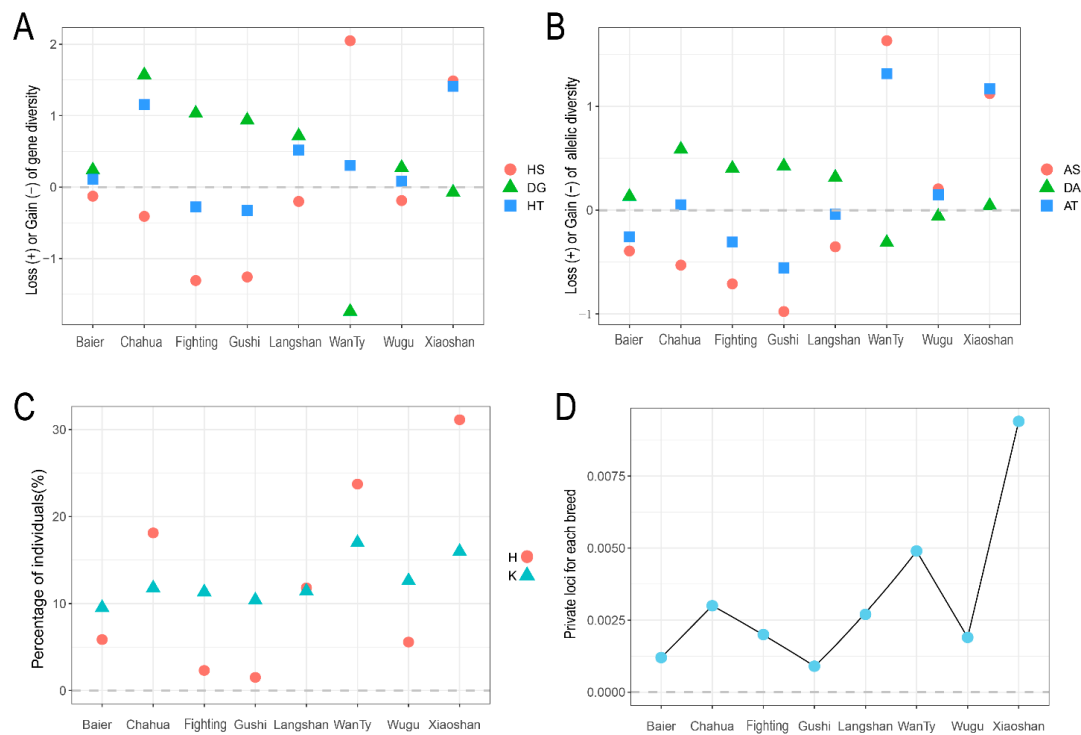 A
Loss (+) or Gain (−) of gene diversity
2
1
0
−1
Baier Chahua Fighting Gushi Langshan WanTy Wugu Xiaoshan
HS
DG
HT
B
Loss (+) or Gain (−) of allelic diversity
1
0
−1
Baier Chahua Fighting Gushi Langshan WanTy Wugu Xiaoshan
AS
DA
AT
C
Percentage of individuals(%)
30
20
10
0
Baier Chahua Fighting Gushi Langshan WanTy Wugu Xiaoshan
H
K
D
Private loci for each breed
0.0075
0.0050
0.0025
0.0000
Baier Chahua Fighting Gushi Langshan WanTy Wugu Xiaoshan